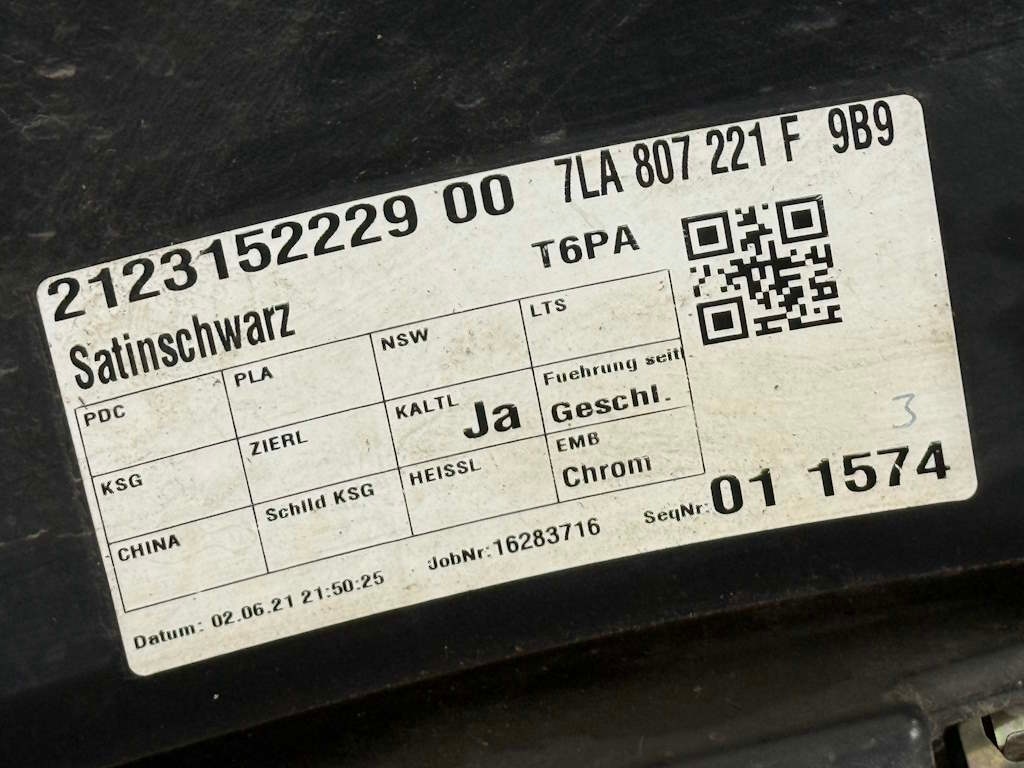 2123152229 00 7LA 807 221 F 9B9
Satinschwarz T6PA
PDC PLA NSW LTS
KSG ZIERL KALTL Ja Fuehrung seitl Geschl.
CHINA Schild KSG HEISSL EMB Chrom
3
Datum: 02.06.21 21:50:25 JobNr: 16283716 SeqNr: 01 1574